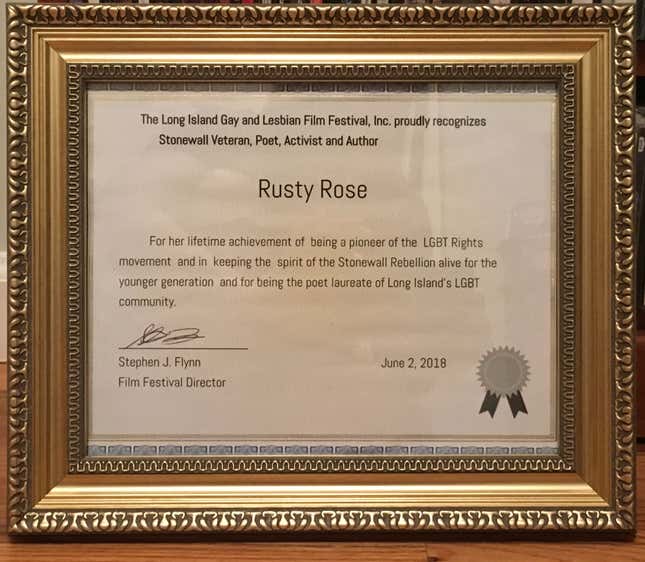 The Long Island Gay and Lesbian Film Festival, Inc. proudly recognizes
Stonewall Veteran, Poet, Activist and Author
Rusty Rose
For her lifetime achievement of being a pioneer of the LGBT Rights
movement and in keeping the spirit of the Stonewall Rebellion alive for the
younger generation and for being the poet laureate of Long Island's LGBT
community.
Stephen J. Flynn
June 2, 2018
Film Festival Director